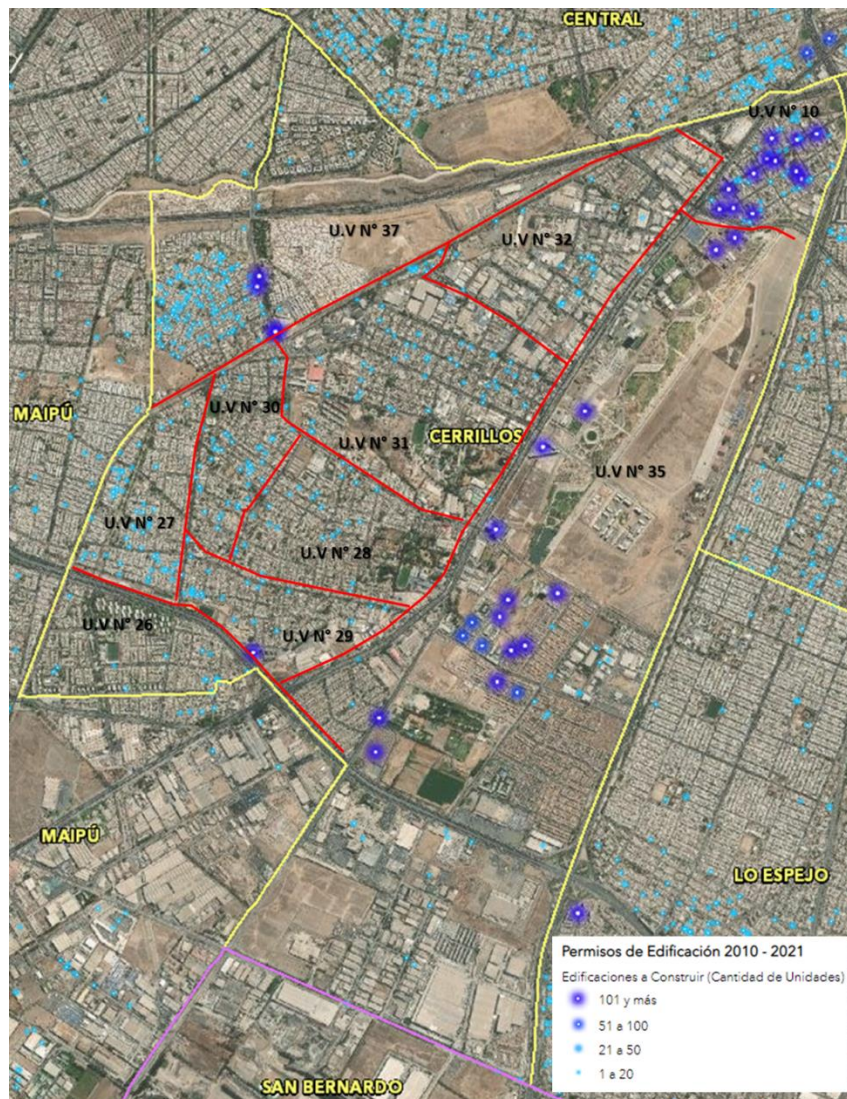 CENTRAL
U.V N° 10
U.V N° 37
U.V N° 32
MAIPÚ
U.V N° 30
U.V N° 31
CERRILLOS
U.V N° 35
U.V N° 27
U.V N° 28
U.V N° 26
U.V N° 29
MAIPÚ
LO ESPEJO
SAN BERNARDO
Permisos de Edificación 2010 - 2021
Edificaciones a Construir (Cantidad de Unidades)
101 y más
51 a 100
21 a 50
1 a 20